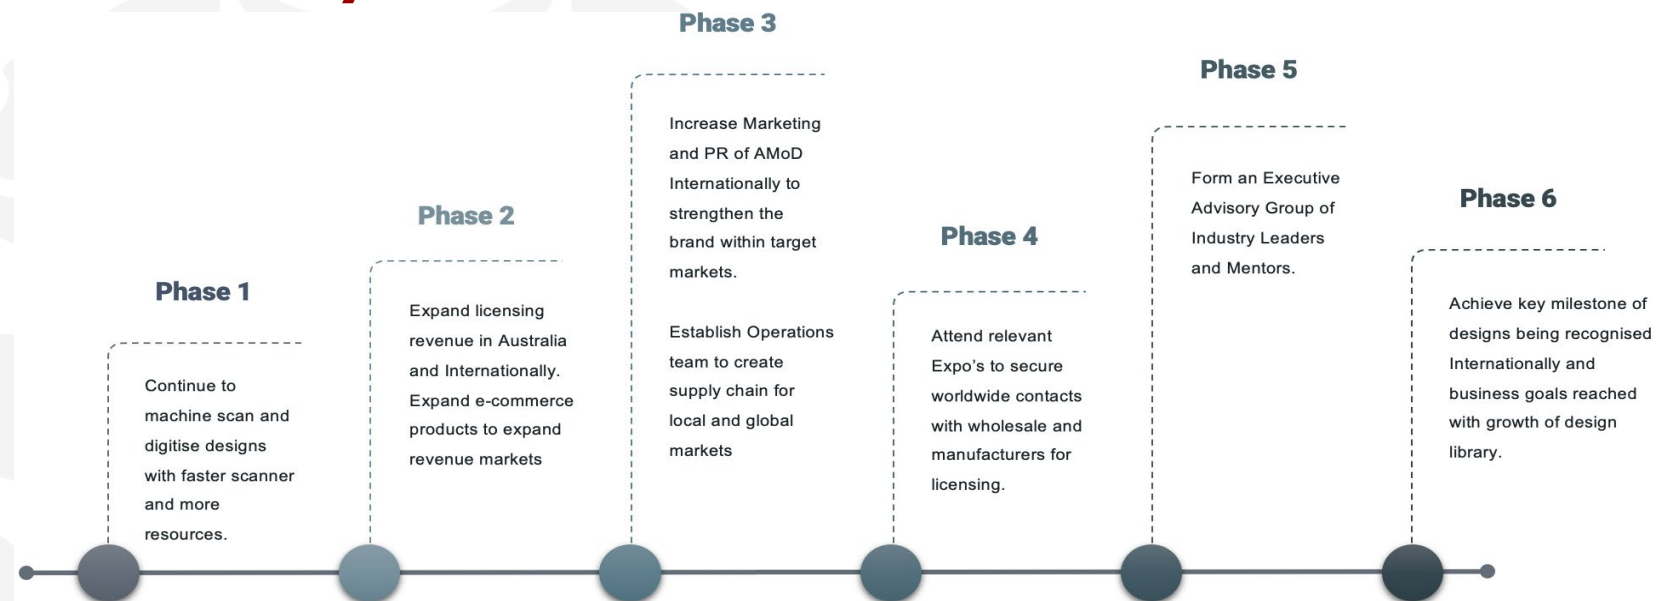 Phase 1
Continue to
machine scan and
digitise designs
with faster scanner
and more
resources.
Phase 2
Expand licensing
revenue in Australia
and Internationally.
Expand e-commerce
products to expand
revenue markets
Phase 3
Increase Marketing
and PR of AMoD
Internationally to
strengthen the
brand within target
markets.
Establish Operations
team to create
supply chain for
local and global
markets
Phase 4
Attend relevant
Expo's to secure
worldwide contacts
with wholesale and
manufacturers for
licensing.
Phase 5
Form an Executive
Advisory Group of
Industry Leaders
and Mentors.
Phase 6
Achieve key milestone of
designs being recognised
Internationally and
business goals reached
with growth of design
library.